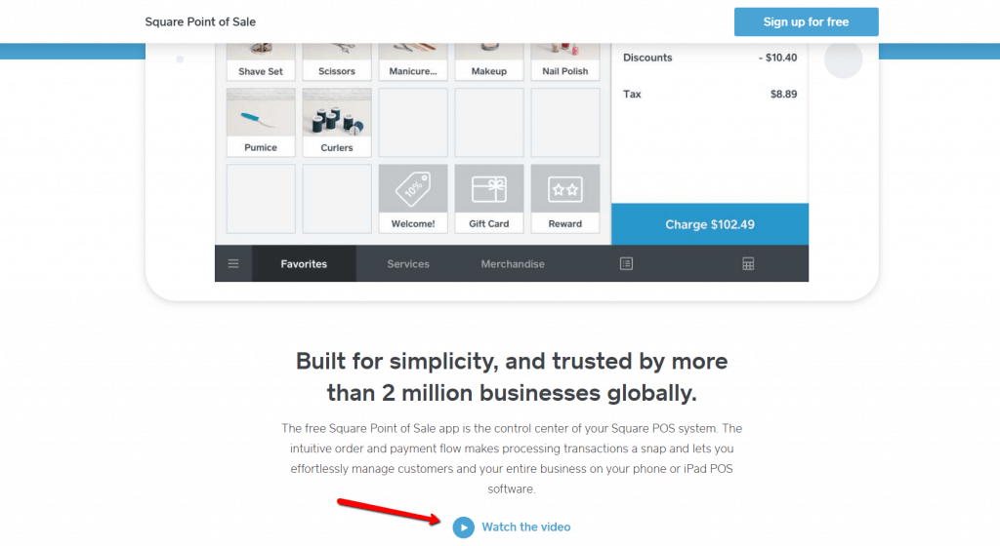 Square Point of Sale
Sign up for free
Shave Set
Scissors
Manicure...
Makeup
Nail Polish
Discounts
- $10.40
Tax
$8.89
Pumice
Curlers
10%
Welcome!
Gift Card
Reward
Charge $102.49
Favorites
Services
Merchandise
Built for simplicity, and trusted by more
than 2 million businesses globally.
The free Square Point of Sale app is the control center of your Square POS system. The
intuitive order and payment flow makes processing transactions a snap and lets you
effortlessly manage customers and your entire business on your phone or iPad POS
software.
Watch the video